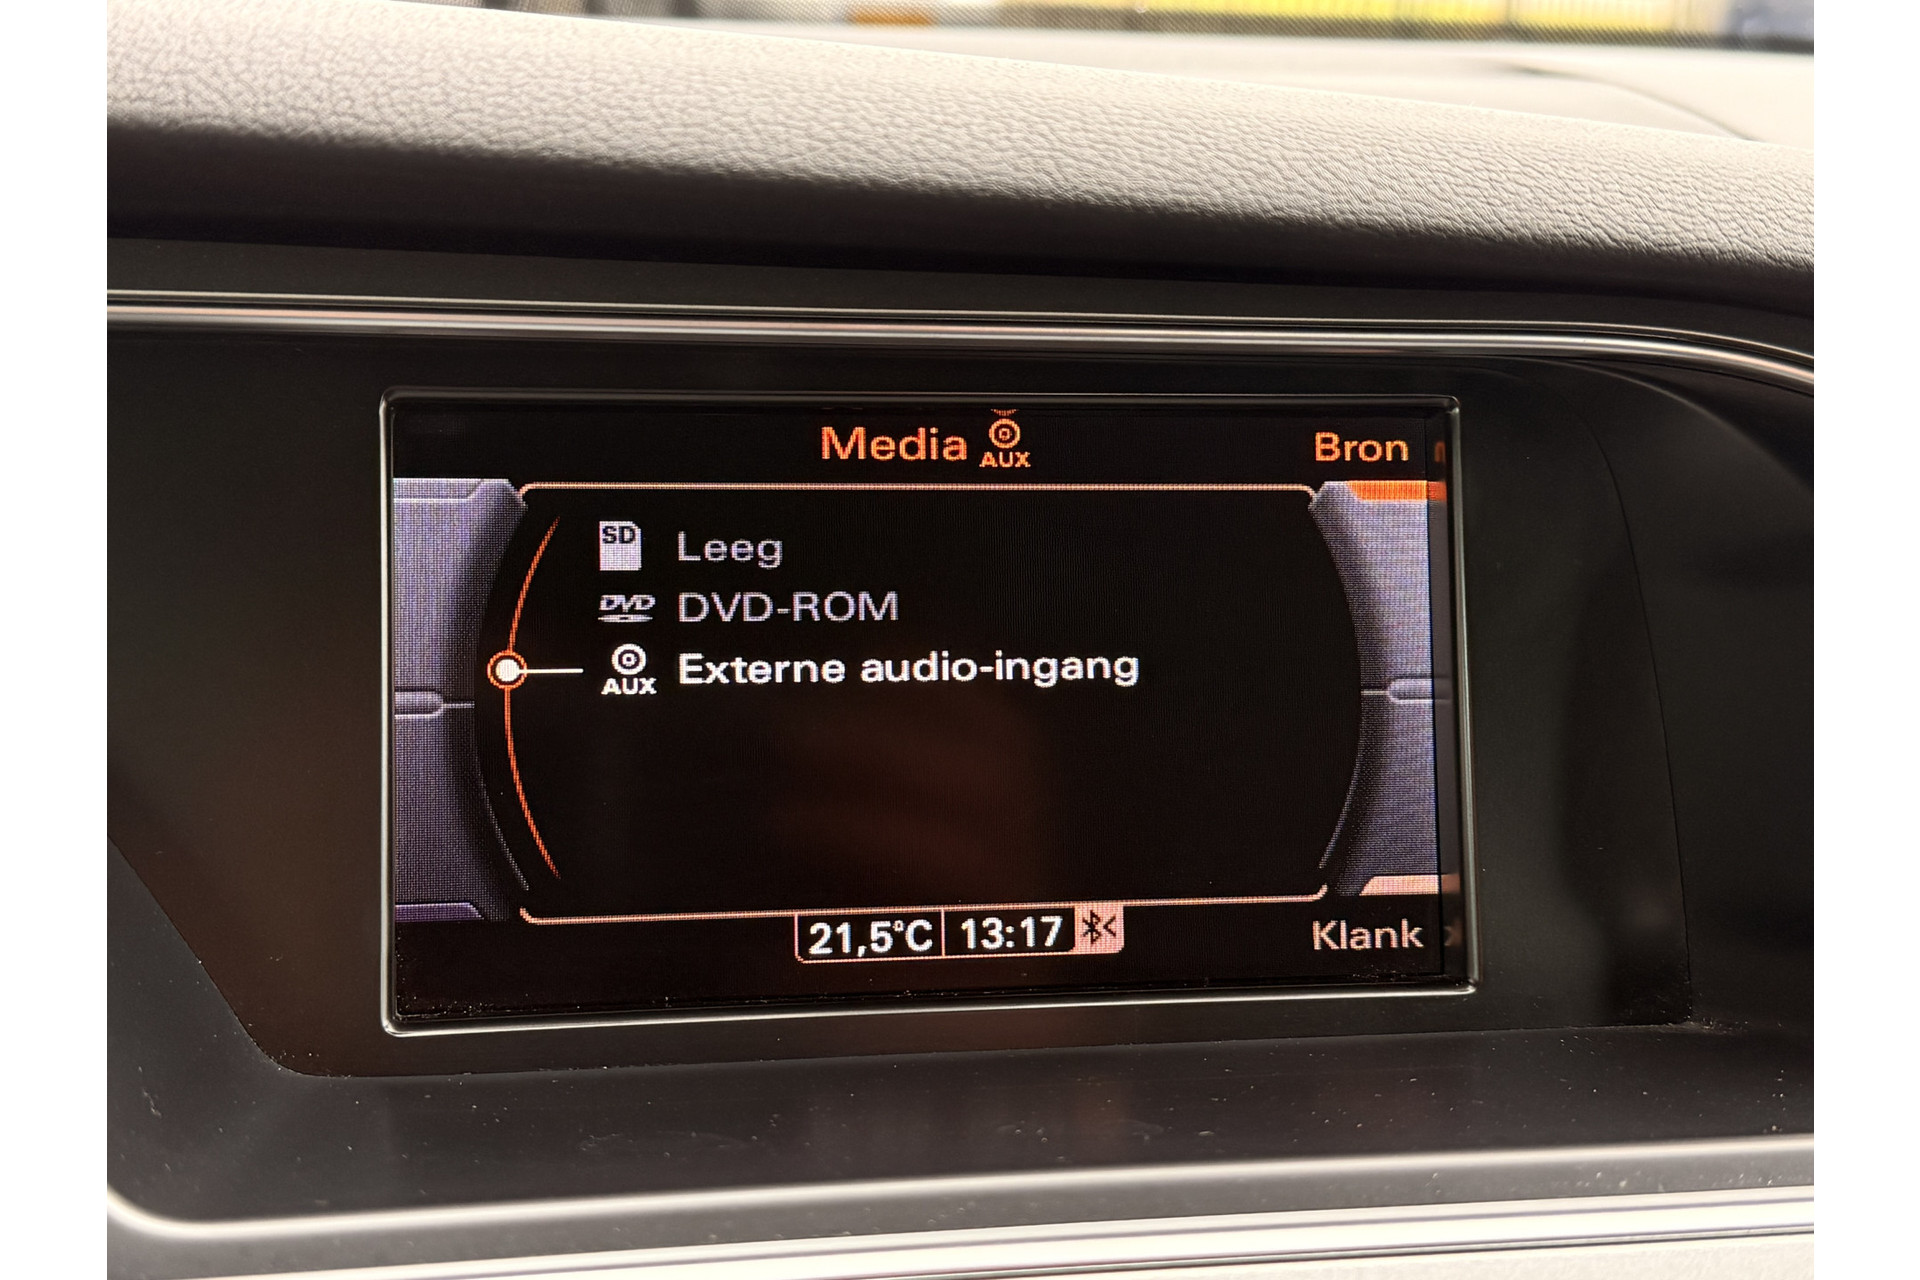 Media AUX Bron
SD Leeg
DVD DVD-ROM
AUX Externe audio-ingang
21,5°C 13:17
Klank